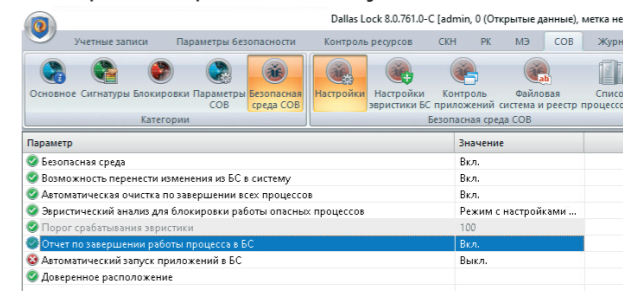 Dallas Lock 8.0.761.0-C [admin, 0 (Открытые данные), метка не
Учетные записи Параметры безопасности Контроль ресурсов СКН РК МЭ СОВ Журн
Основное Сигнатуры Блокировки Параметры Безопасная Настройки Настройки Контроль Файловая Списо
СОВ среда СОВ эвристики БС приложений система и реестр процессо
Категории Безопасная среда СОВ
Параметр Значение
Безопасная среда Вкл.
Возможность перенести изменения из БС в систему Вкл.
Автоматическая очистка по завершении всех процессов Вкл.
Эвристический анализ для блокировки работы опасных процессов Режим с настройками ...
Порог срабатывания эвристики 100
Отчет по завершении работы процесса в БС Вкл.
Автоматический запуск приложений в БС Выкл.
Доверенное расположение